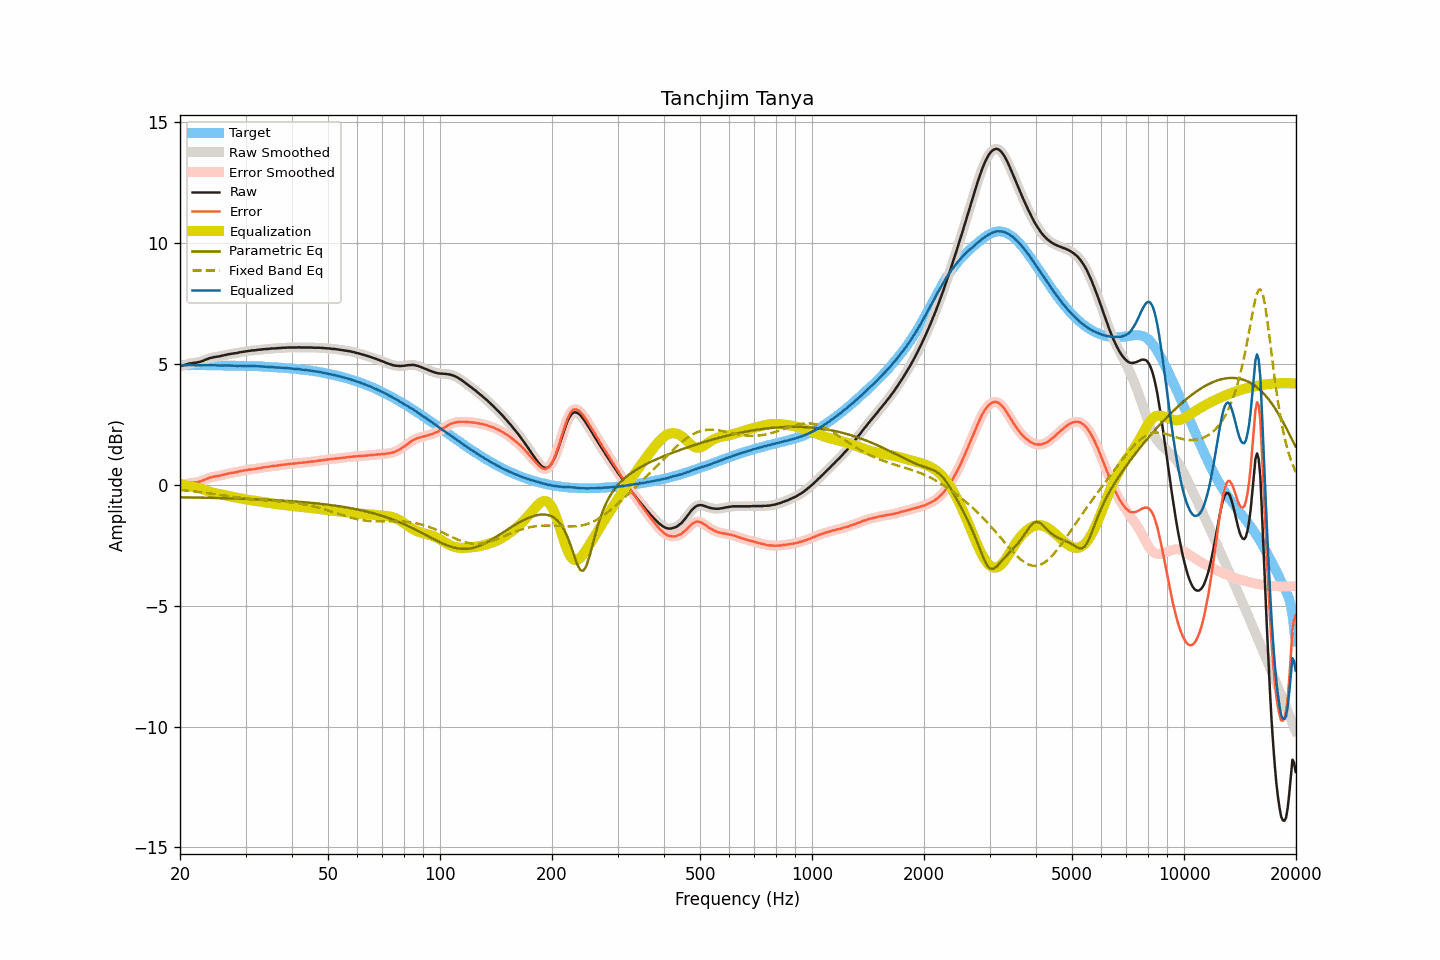 Tanchjim Tanya
15
10
5
0
−5
−10
−15
Amplitude (dBr)
Target
Raw Smoothed
Error Smoothed
Raw
Error
Equalization
Parametric Eq
Fixed Band Eq
Equalized
20 50 100 200 500 1000 2000 5000 10000 20000
Frequency (Hz)